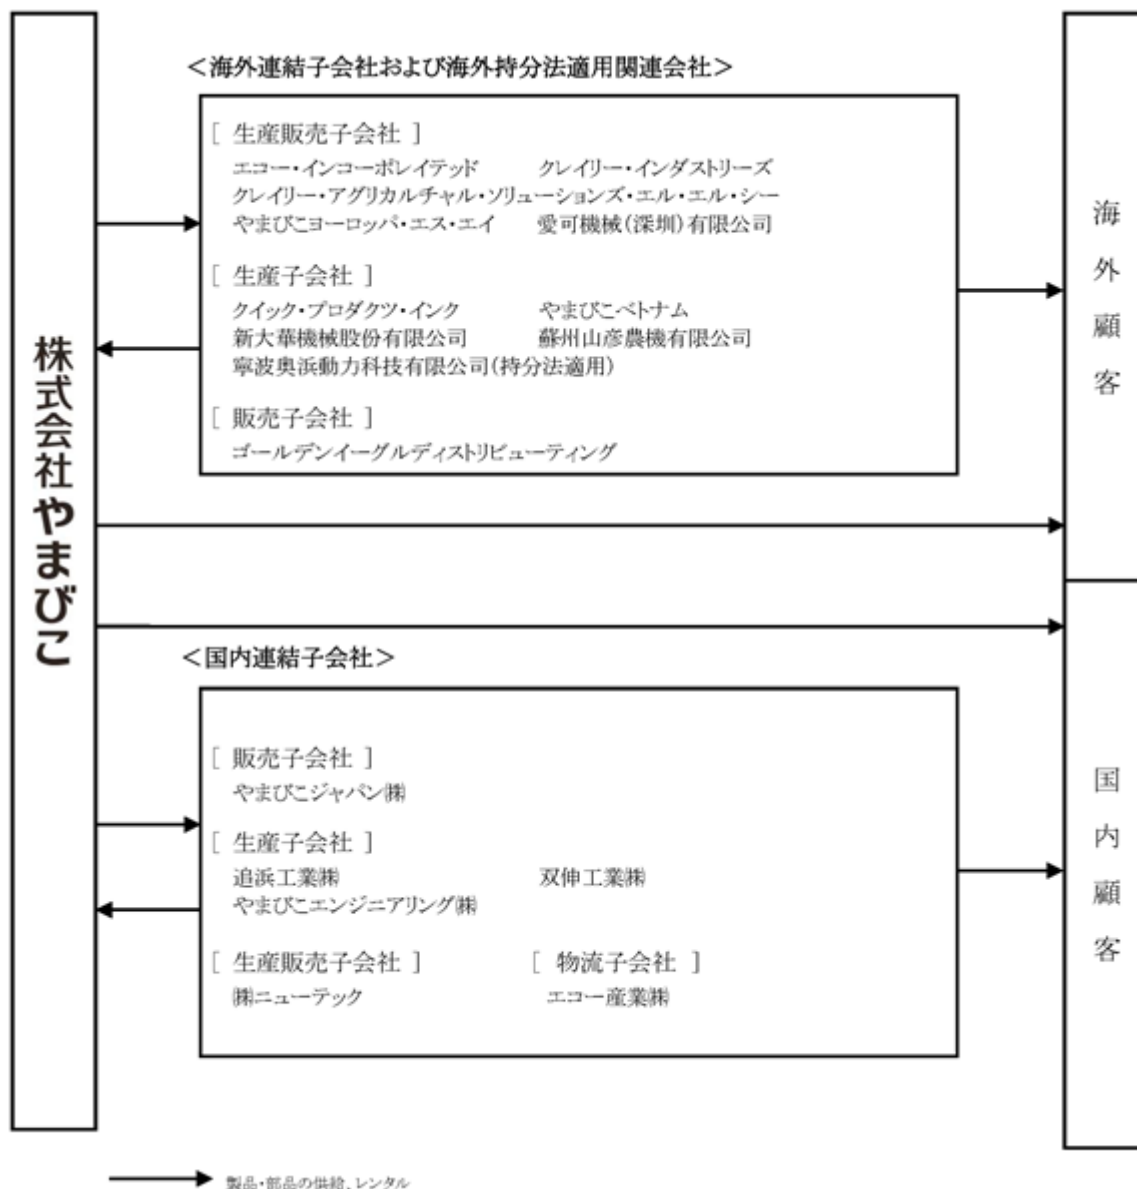 株式会社やまびこ
＜海外連結子会社および海外持分法適用関連会社＞
[ 生産販売子会社 ]
エコー・インコーポレイテッド クレイリー・インダストリーズ
クレイリー・アグリカルチャル・ソリューションズ・エル・エル・シー
やまびこヨーロッパ・エス・エイ 愛可機械(深圳)有限公司
[ 生産子会社 ]
クイック・プロダクツ・インク やまびこベトナム
新大華機械股份有限公司 蘇州山彦農機有限公司
寧波奥浜動力科技有限公司(持分法適用)
[ 販売子会社 ]
ゴールデンイーグルディストリビューティング
海外顧客
＜国内連結子会社＞
[ 販売子会社 ]
やまびこジャパン㈱
[ 生産子会社 ]
追浜工業㈱ 双伸工業㈱
やまびこエンジニアリング㈱
[ 生産販売子会社 ] [ 物流子会社 ]
㈱ニューテック エコー産業㈱
国内顧客
製品・部品の供給、レンタル